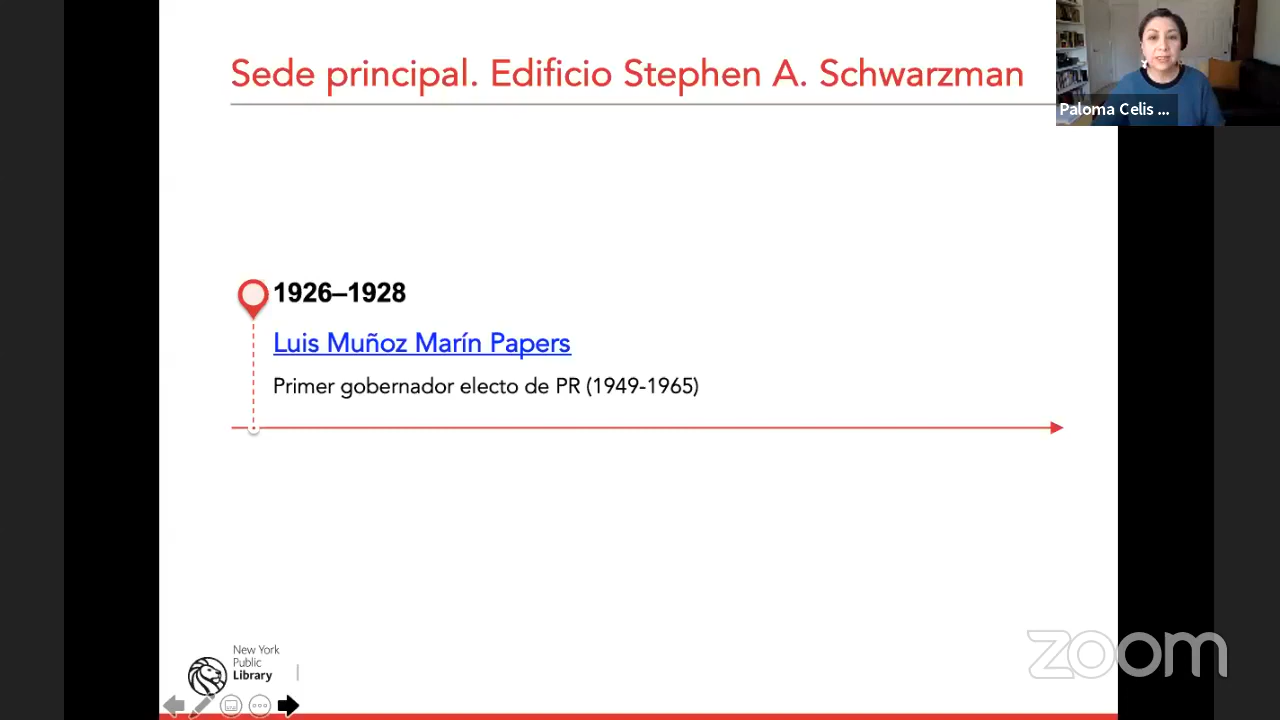 Sede principal. Edificio Stephen A. Schwarzman
Paloma Celis ...
1926–1928
Luis Muñoz Marín Papers
Primer gobernador electo de PR (1949-1965)
New York
Public
Library
zoom